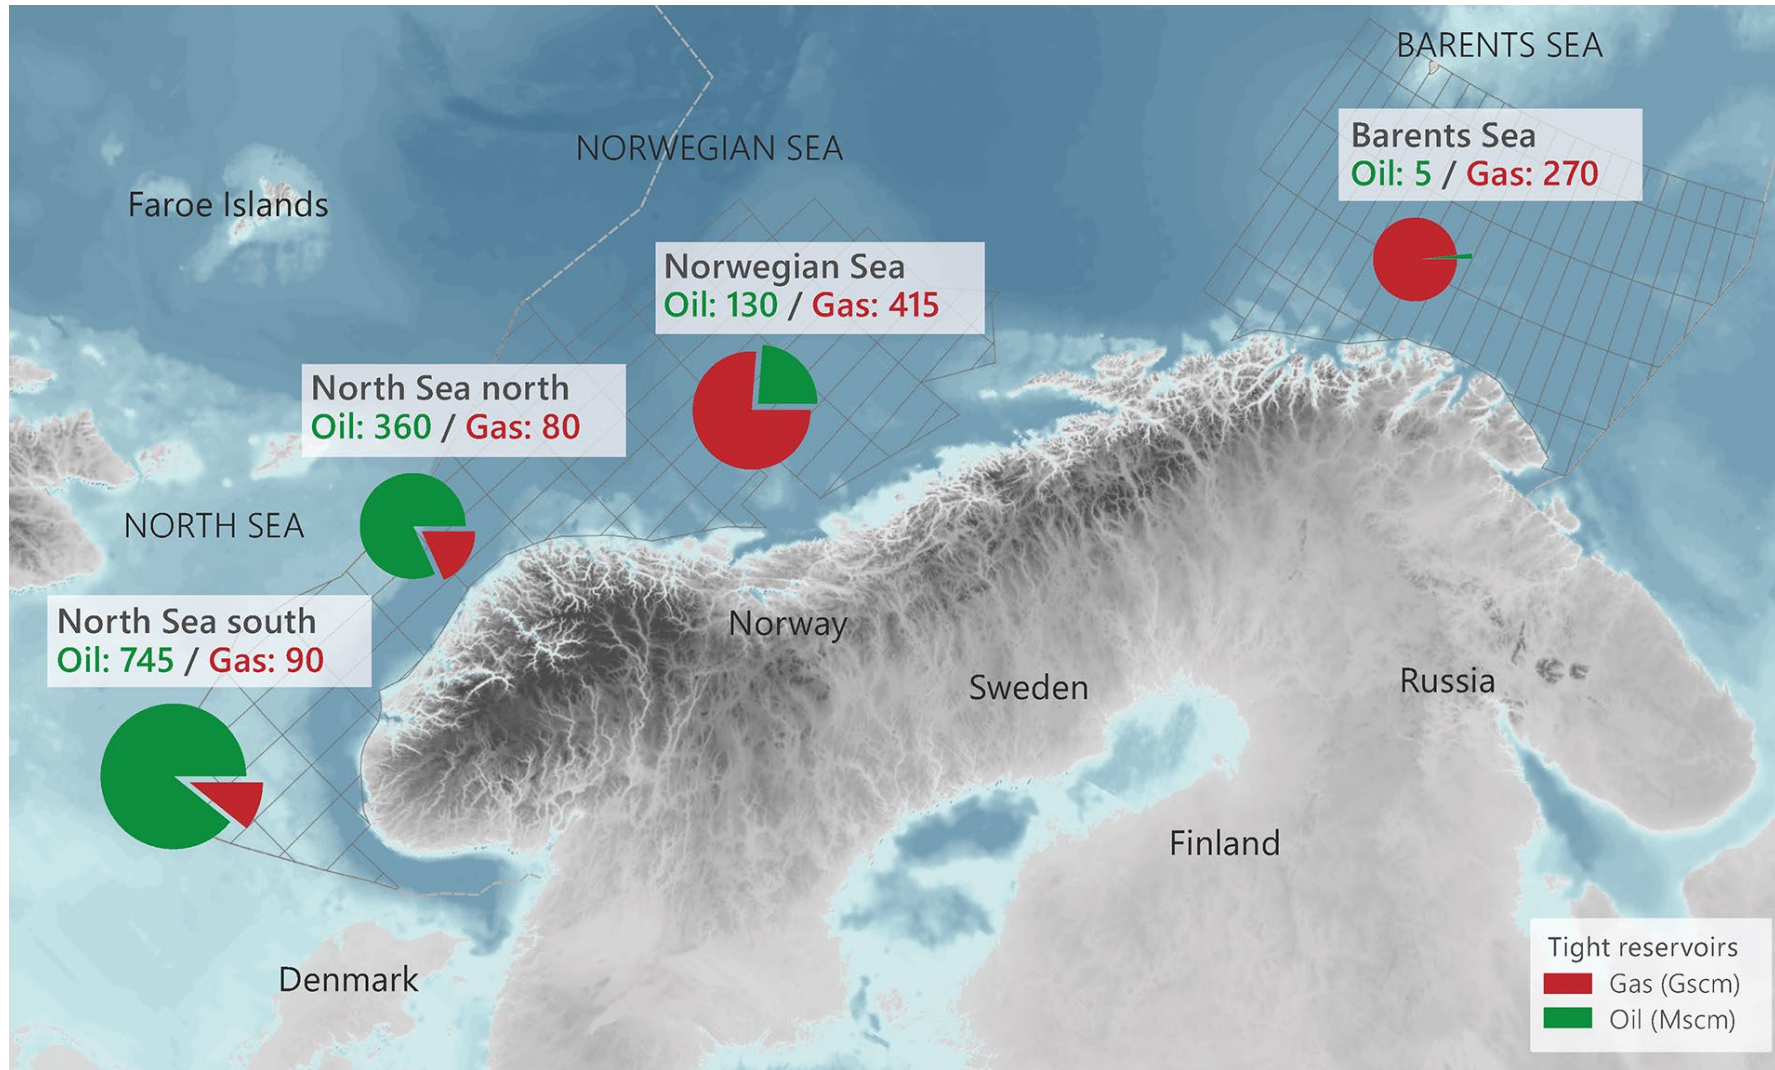 BARENTS SEA
Barents Sea
Oil: 5 / Gas: 270
NORWEGIAN SEA
Faroe Islands
Norwegian Sea
Oil: 130 / Gas: 415
North Sea north
Oil: 360 / Gas: 80
NORTH SEA
North Sea south
Oil: 745 / Gas: 90
Norway
Sweden
Russia
Finland
Denmark
Tight reservoirs
Gas (Gscm)
Oil (Mscm)